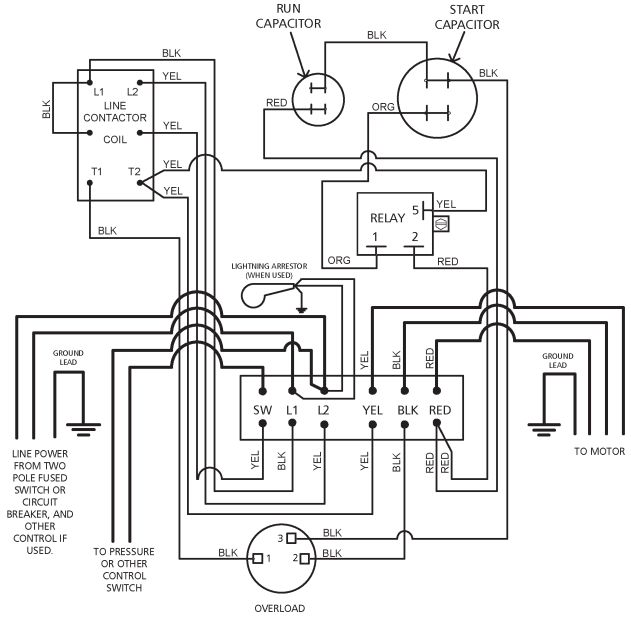 RUN
CAPACITOR
START
CAPACITOR
BLK
BLK
YEL
BLK
L1
L2
LINE
CONTACTOR
COIL
YEL
T1
T2
YEL
YEL
BLK
RED
ORG
BLK
RELAY
5
YEL
1
2
ORG
RED
LIGHTNING ARRESTOR
(WHEN USED)
GROUND
LEAD
YEL
BLK
RED
GROUND
LEAD
SW
L1
L2
YEL
BLK
RED
YEL
BLK
YEL
YEL
BLK
RED
RED
LINE POWER
FROM TWO
POLE FUSED
SWITCH OR
CIRCUIT
BREAKER, AND
OTHER
CONTROL IF
USED.
TO MOTOR
TO PRESSURE
OR OTHER
CONTROL
SWITCH
3
BLK
BLK
1
2
BLK
OVERLOAD